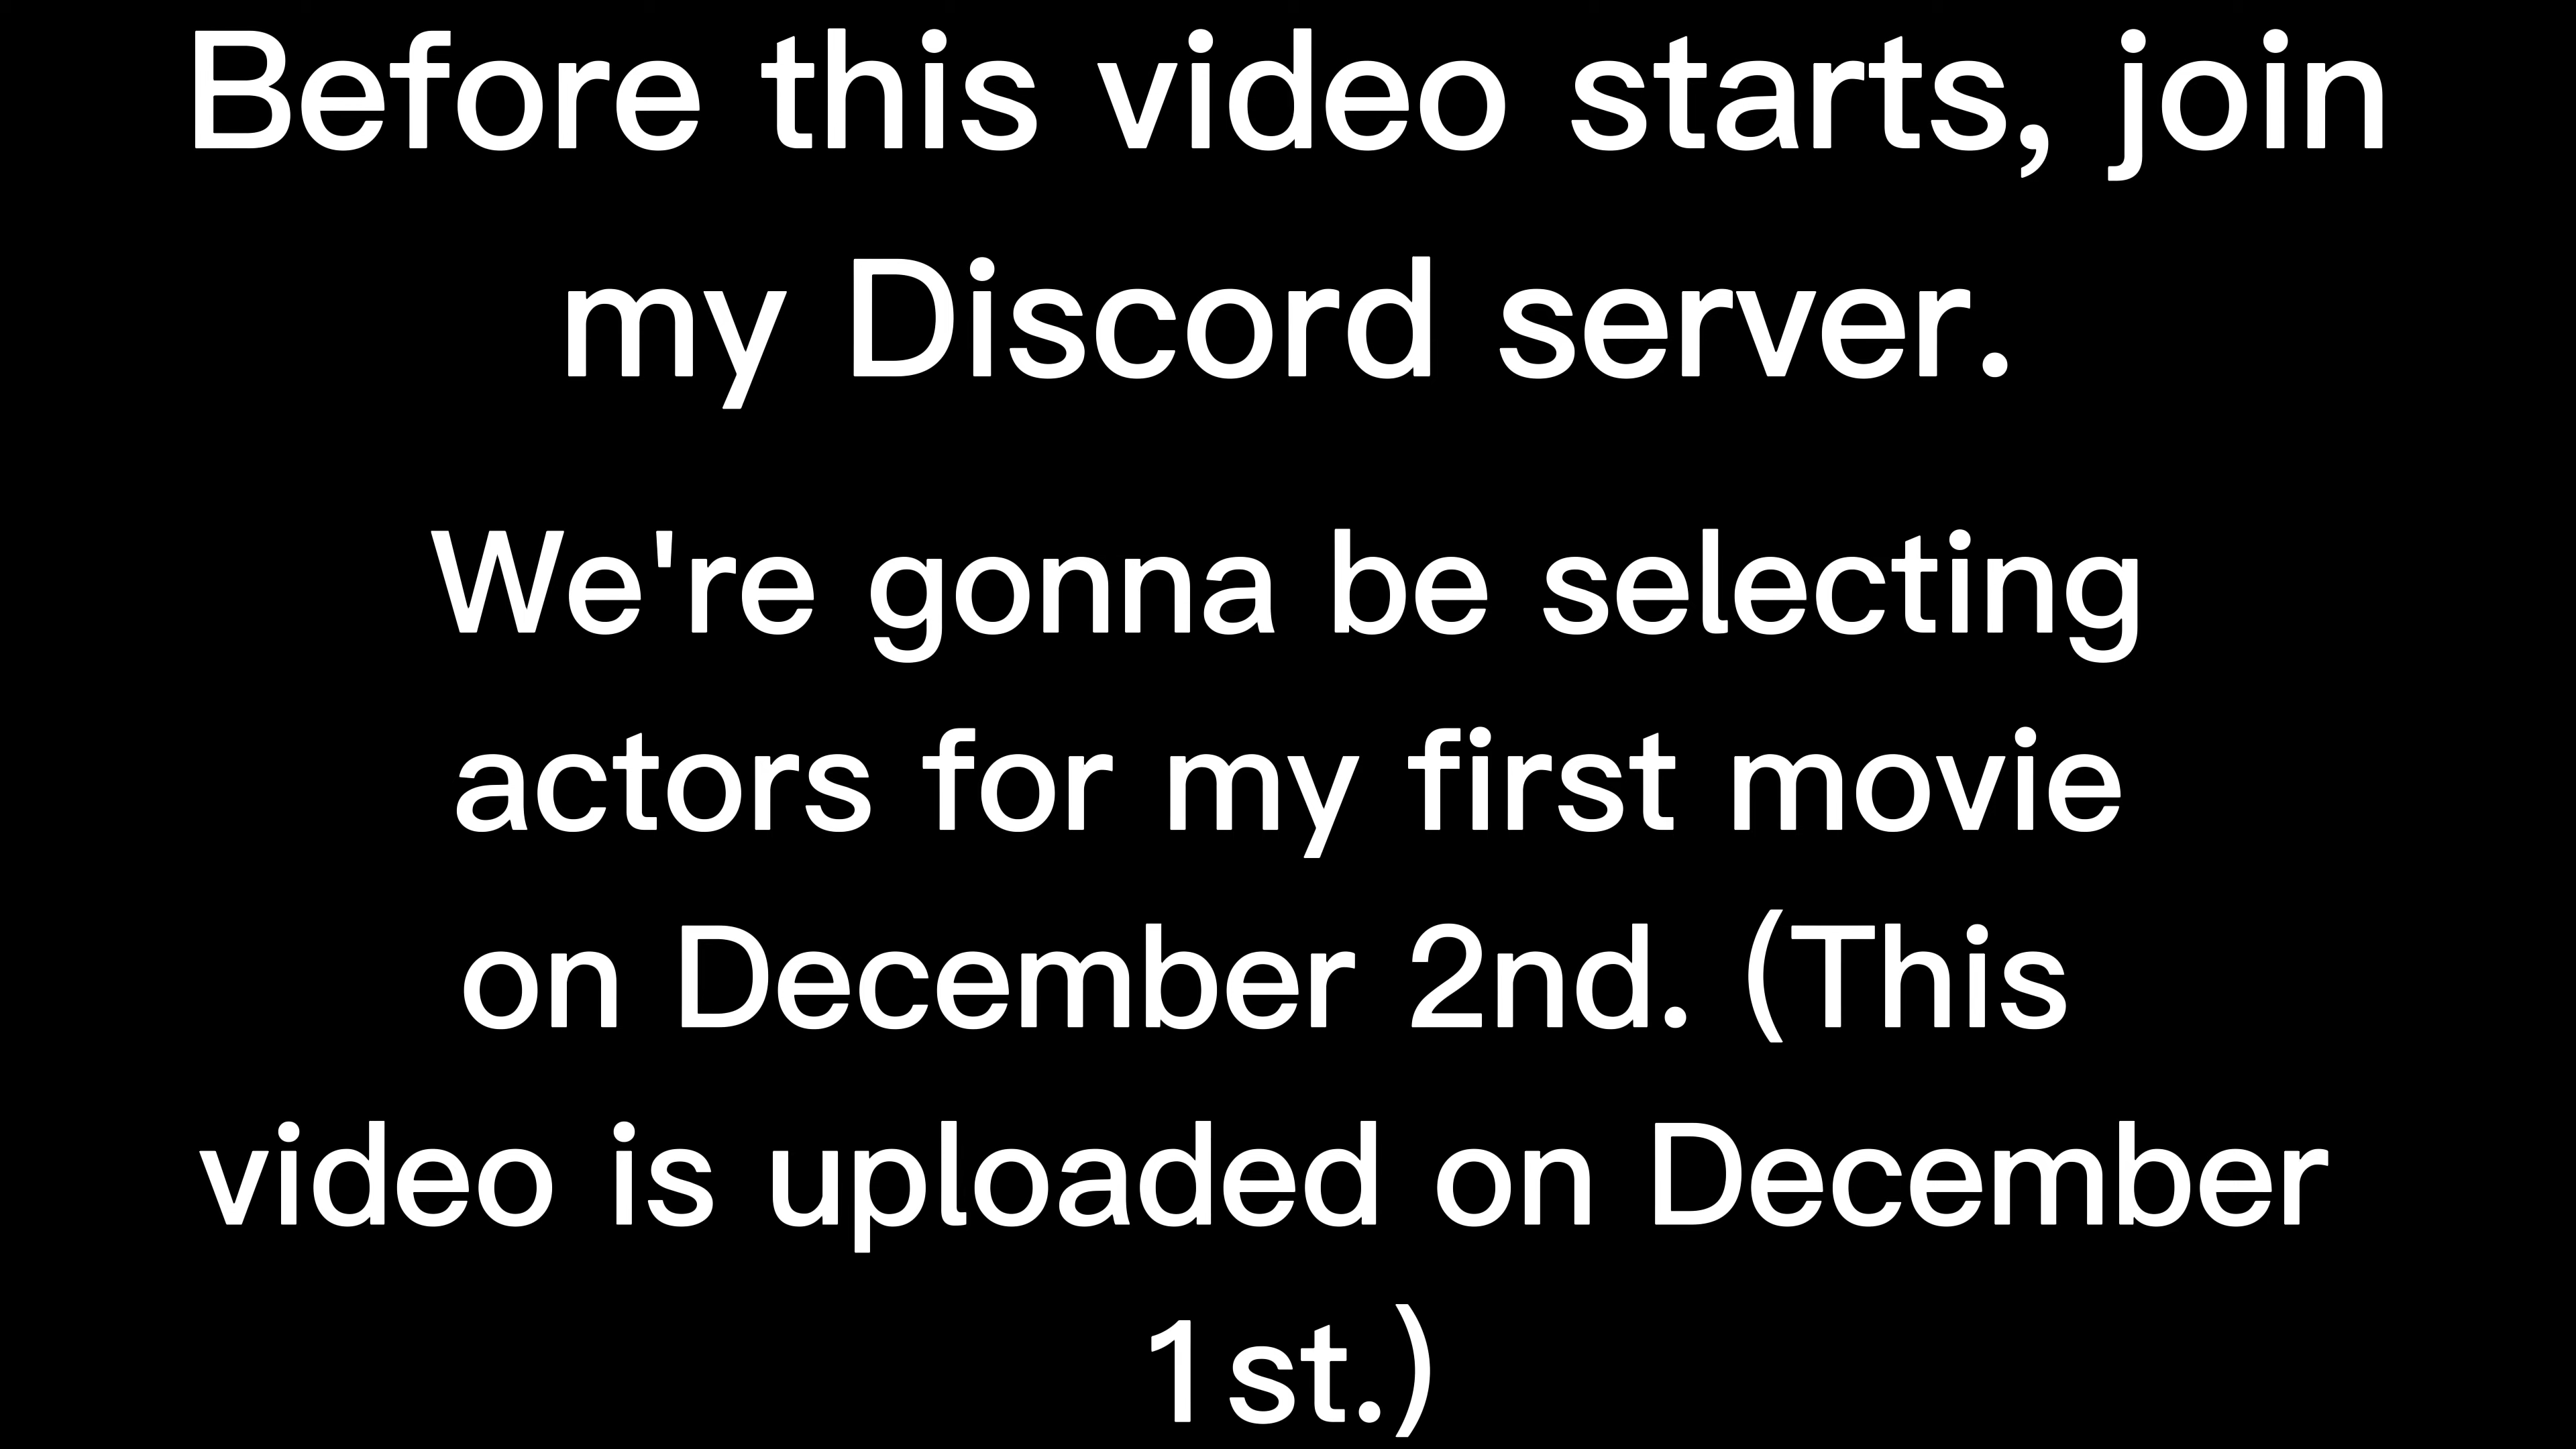 Before this video starts, join
my Discord server.
We're gonna be selecting
actors for my first movie
on December 2nd. (This
video is uploaded on December
1st.)